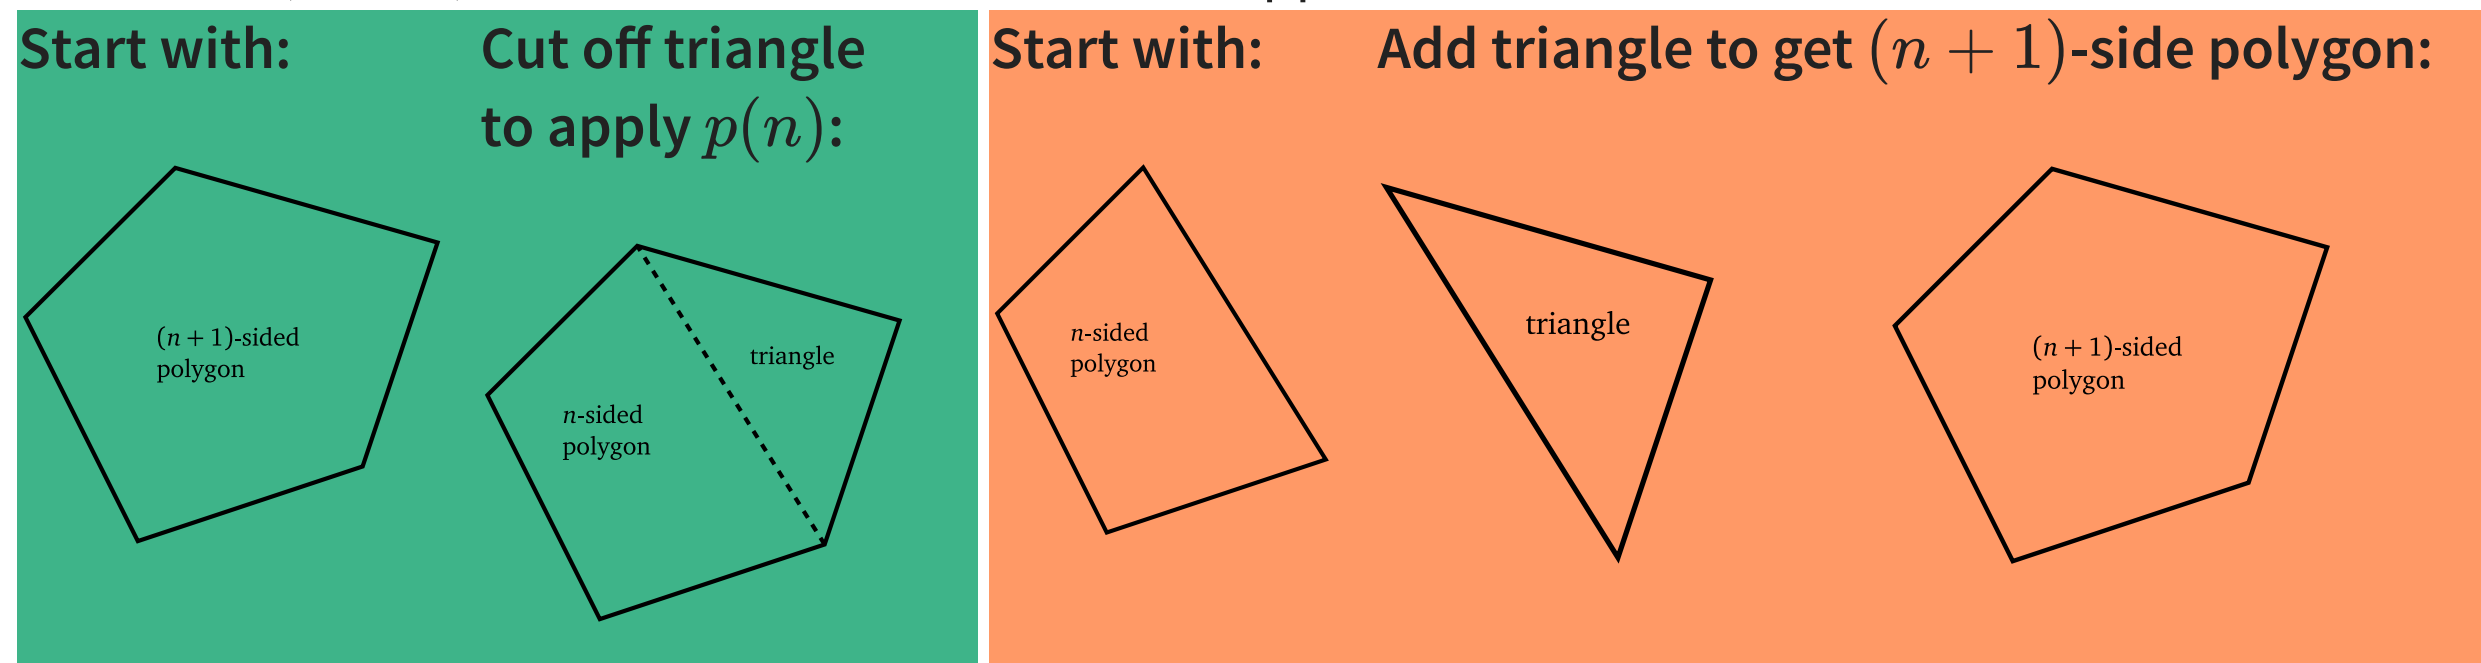 Start with:
Cut off triangle
to apply p(n):
(n + 1)-sided
polygon
n-sided
polygon
triangle
Start with:
Add triangle to get (n + 1)-side polygon:
n-sided
polygon
triangle
(n + 1)-sided
polygon